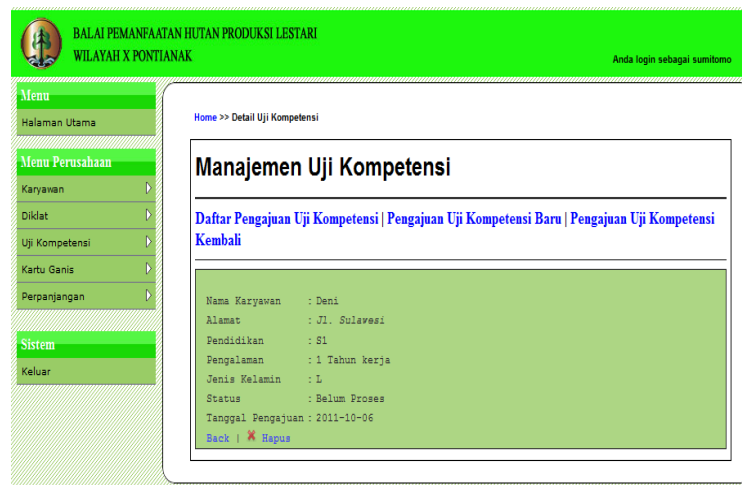 BALAI PEMANFAATAN HUTAN PRODUKSI LESTARI
WILAYAH X PONTIANAK
Anda login sebagai sumitomo
Menu
Halaman Utama
Menu Perusahaan
Karyawan
Diklat
Uji Kompetensi
Kartu Ganis
Perpanjangan
Sistem
Keluar
Home >> Detail Uji Kompetensi
Manajemen Uji Kompetensi
Daftar Pengajuan Uji Kompetensi | Pengajuan Uji Kompetensi Baru | Pengajuan Uji Kompetensi
Kembali
Nama Karyawan : Deni
Alamat : Jl. Sulawesi
Pendidikan : S1
Pengalaman : 1 Tahun kerja
Jenis Kelamin : L
Status : Belum Proses
Tanggal Pengajuan : 2011-10-06
Back | Hapus